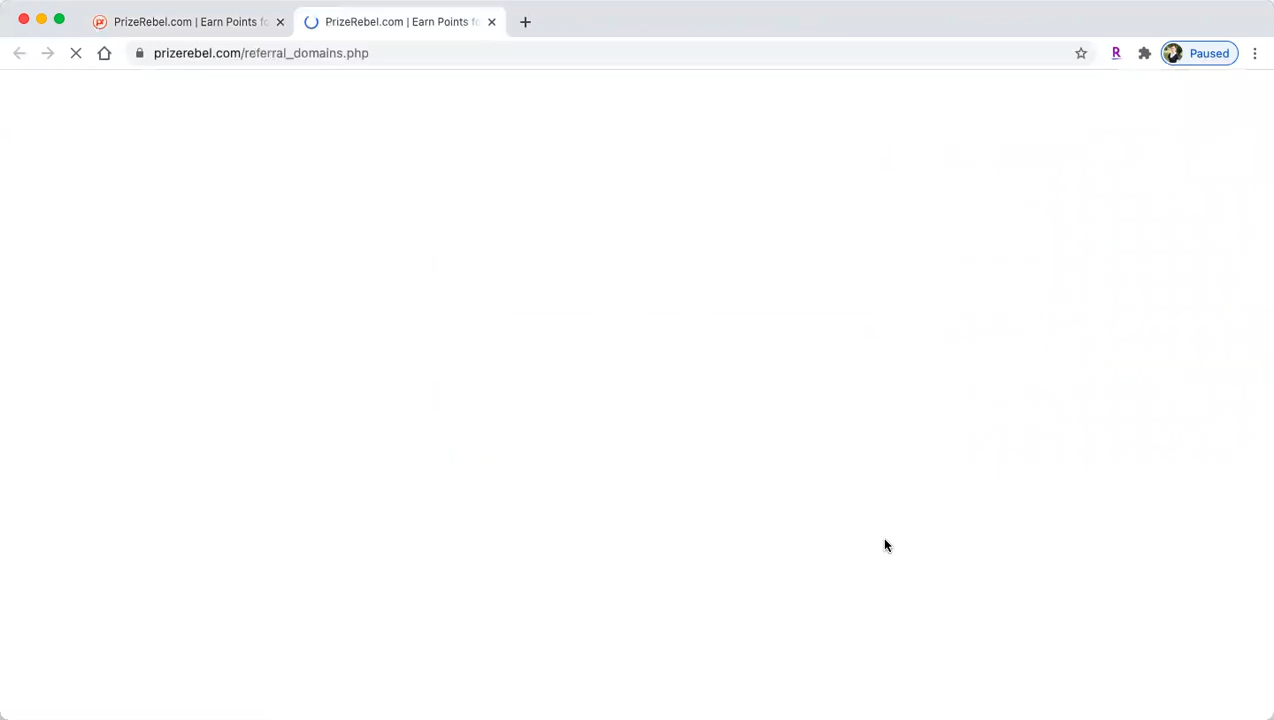 PrizeRebel.com | Earn Points fo
PrizeRebel.com | Earn Points fo
prizerebel.com/referral_domains.php
R
Paused